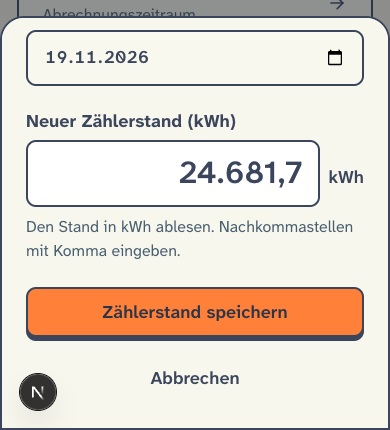 Abrechnungszeitraum
19.11.2026
Neuer Zählerstand (kWh)
24.681,7 kWh
Den Stand in kWh ablesen. Nachkommastellen
mit Komma eingeben.
Zählerstand speichern
Abbrechen
N